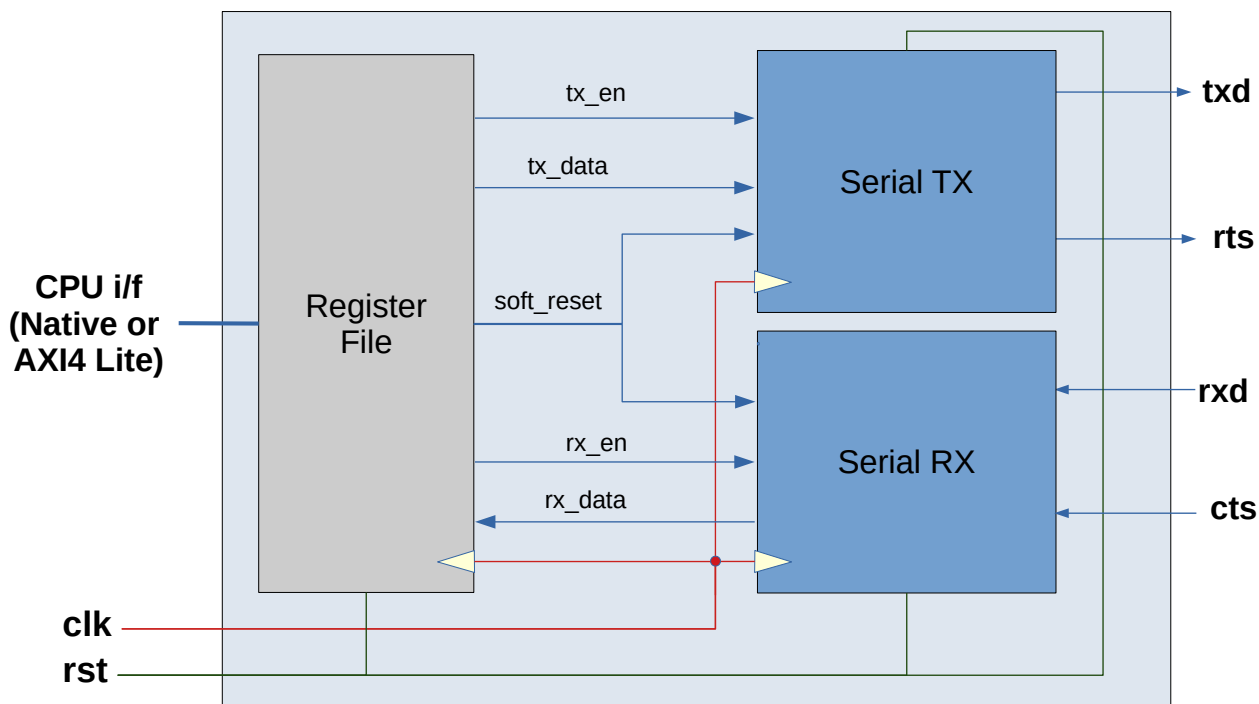 tx_en
txd
tx_data
Serial TX
rts
CPU i/f
(Native or
AXI4 Lite)
Register
File
soft_reset
rxd
rx_en
Serial RX
rx_data
cts
clk
rst